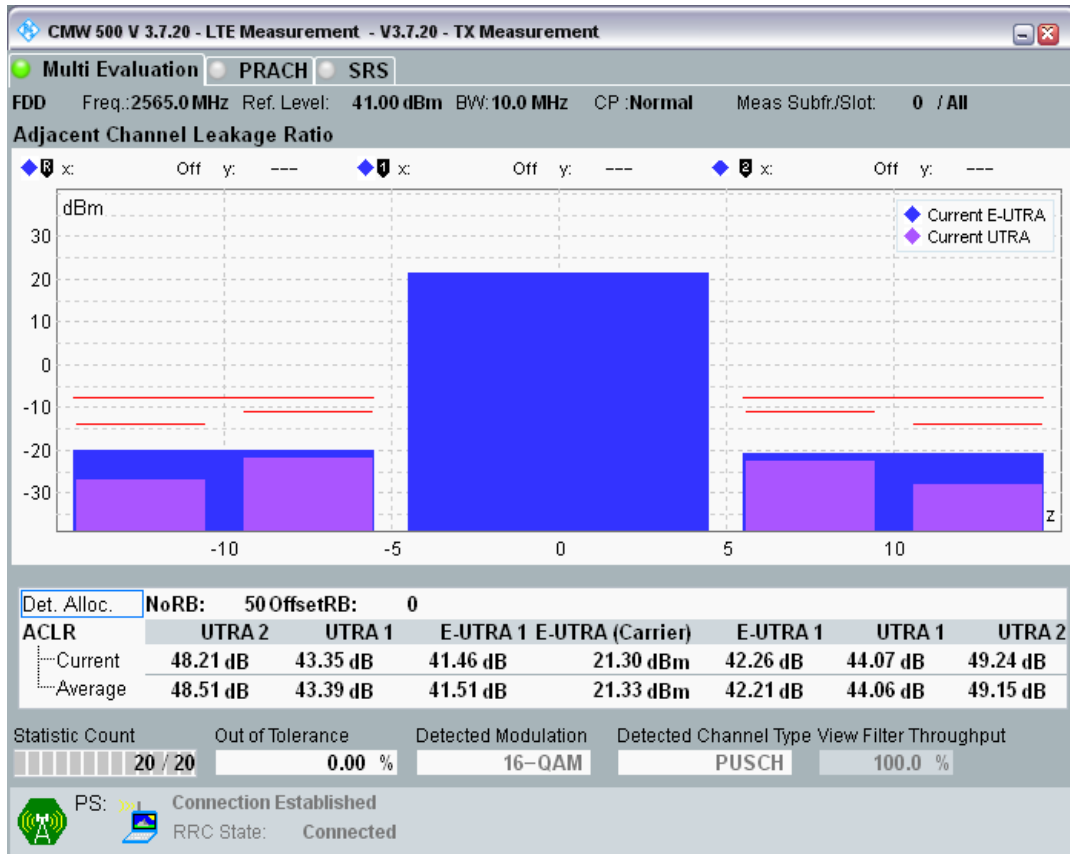 CMW 500 V 3.7.20 - LTE Measurement - V3.7.20 - TX Measurement
Multi Evaluation PRACH SRS
FDD Freq.:2565.0 MHz Ref. Level: 41.00 dBm BW:10.0 MHz CP :Normal Meas Subfr./Slot: 0 / All
Adjacent Channel Leakage Ratio
R x: Off y: --- 1 x: Off y: --- 2 x: Off y: ---
dBm
Current E-UTRA
Current UTRA
30
20
10
0
-10
-20
-30
z
-10 -5 0 5 10
Det. Alloc. NoRB: 50 OffsetRB: 0
ACLR UTRA 2 UTRA 1 E-UTRA 1 E-UTRA (Carrier) E-UTRA 1 UTRA 1 UTRA 2
Current 48.21 dB 43.35 dB 41.46 dB 21.30 dBm 42.26 dB 44.07 dB 49.24 dB
Average 48.51 dB 43.39 dB 41.51 dB 21.33 dBm 42.21 dB 44.06 dB 49.15 dB
Statistic Count Out of Tolerance Detected Modulation Detected Channel Type View Filter Throughput
20 / 20 0.00 % 16-QAM PUSCH 100.0 %
PS: Connection Established
RRC State: Connected